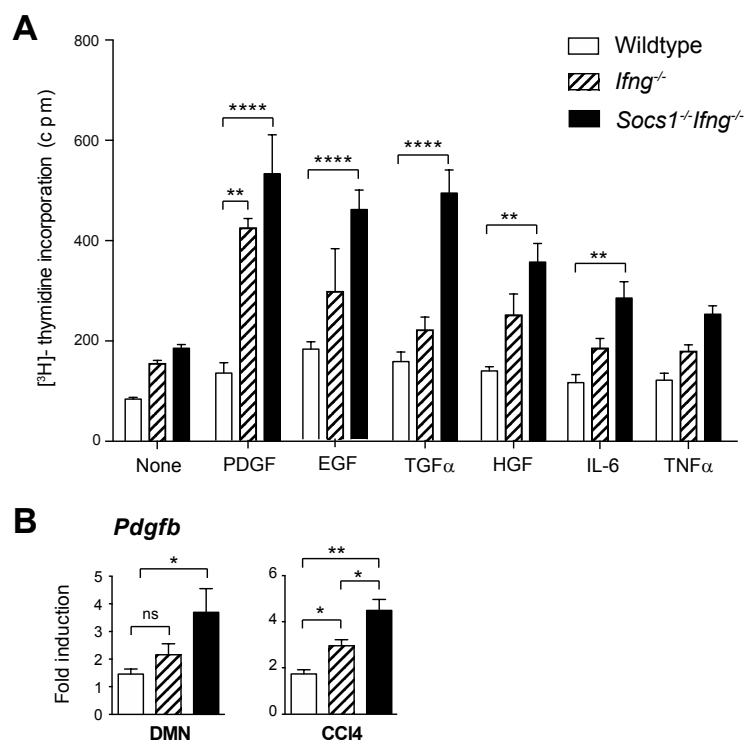 A
[³H]- thymidine incorporation (c p m)
800
600
400
200
0
Wildtype
Ifng-/-
Socs1-/-Ifng-/-
****
**
****
****
**
**
None PDGF EGF TGFα HGF IL-6 TNFα
B
Pdgfb
Fold induction
5
4
3
2
1
0
*
ns
DMN
6
4
2
0
**
*
*
CCl4